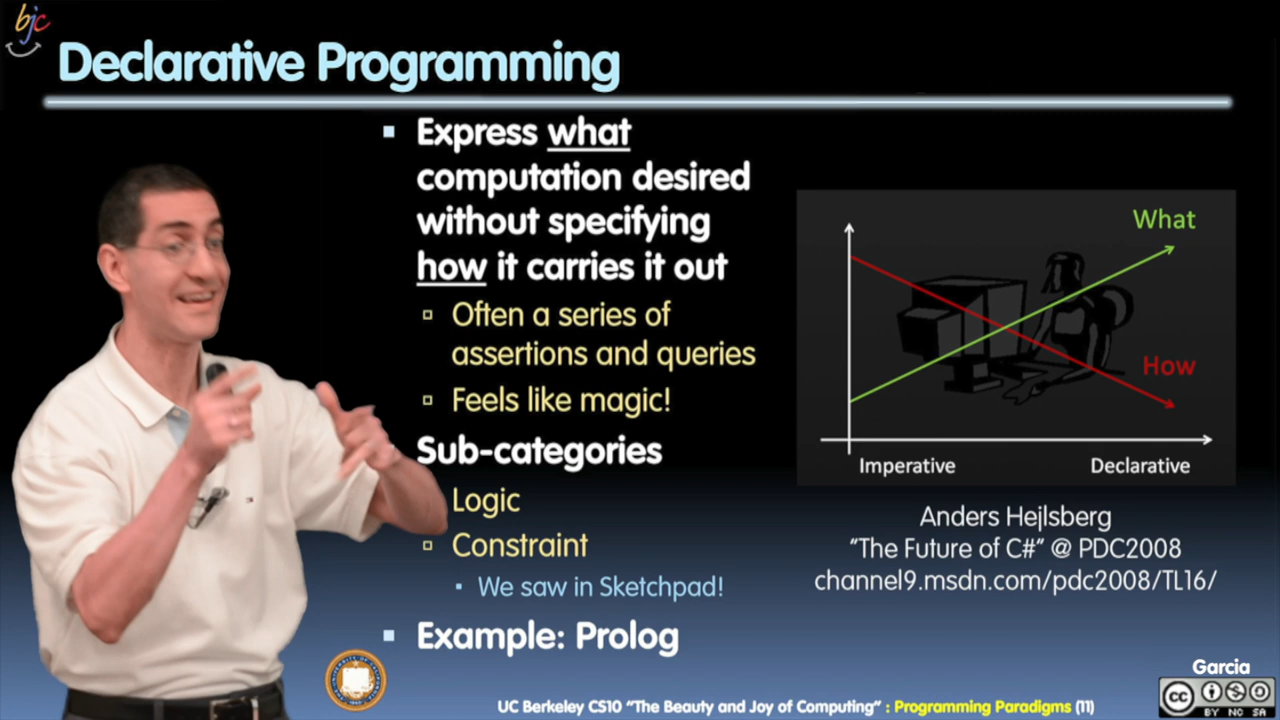 bjc
Declarative Programming
Express what
computation desired
without specifying
how it carries it out
Often a series of
assertions and queries
Feels like magic!
Sub-categories
Logic
Constraint
We saw in Sketchpad!
Example: Prolog
What
How
Imperative
Declarative
Anders Hejlsberg
"The Future of C#" @ PDC2008
channel9.msdn.com/pdc2008/TL16/
Garcia
cc
BY NC SA
UC Berkeley CS10 "The Beauty and Joy of Computing" : Programming Paradigms (11)